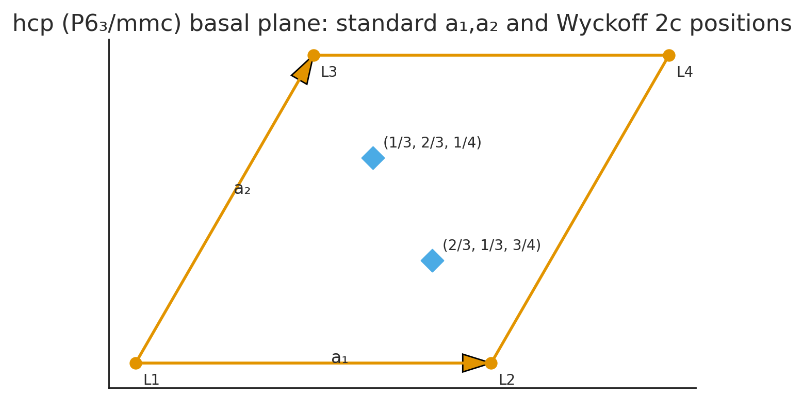 hcp (P6₃/mmc) basal plane: standard a₁,a₂ and Wyckoff 2c positions
L3
L4
(1/3, 2/3, 1/4)
a₂
(2/3, 1/3, 3/4)
a₁
L1
L2